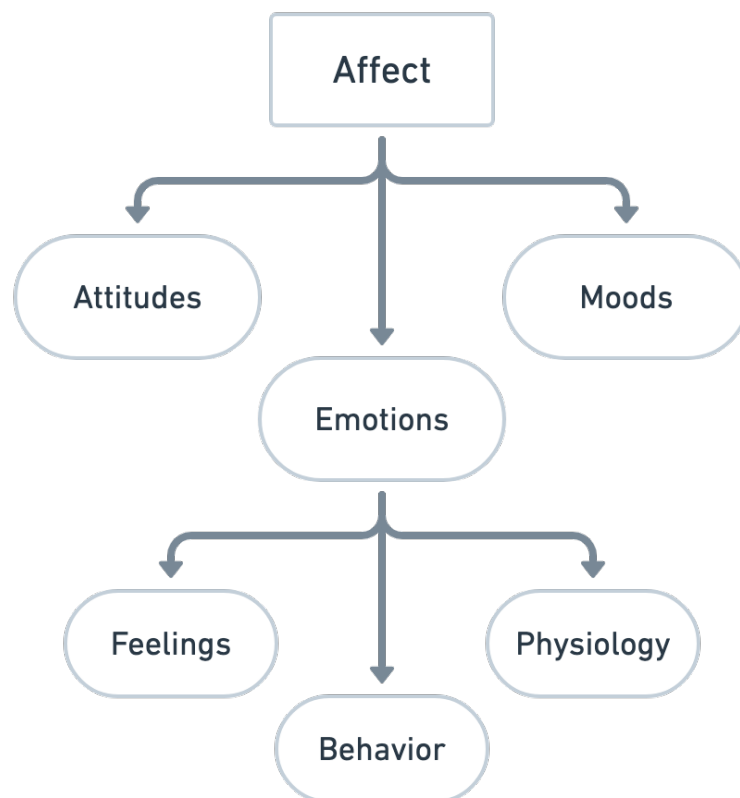 Affect
Attitudes
Moods
Emotions
Feelings
Physiology
Behavior